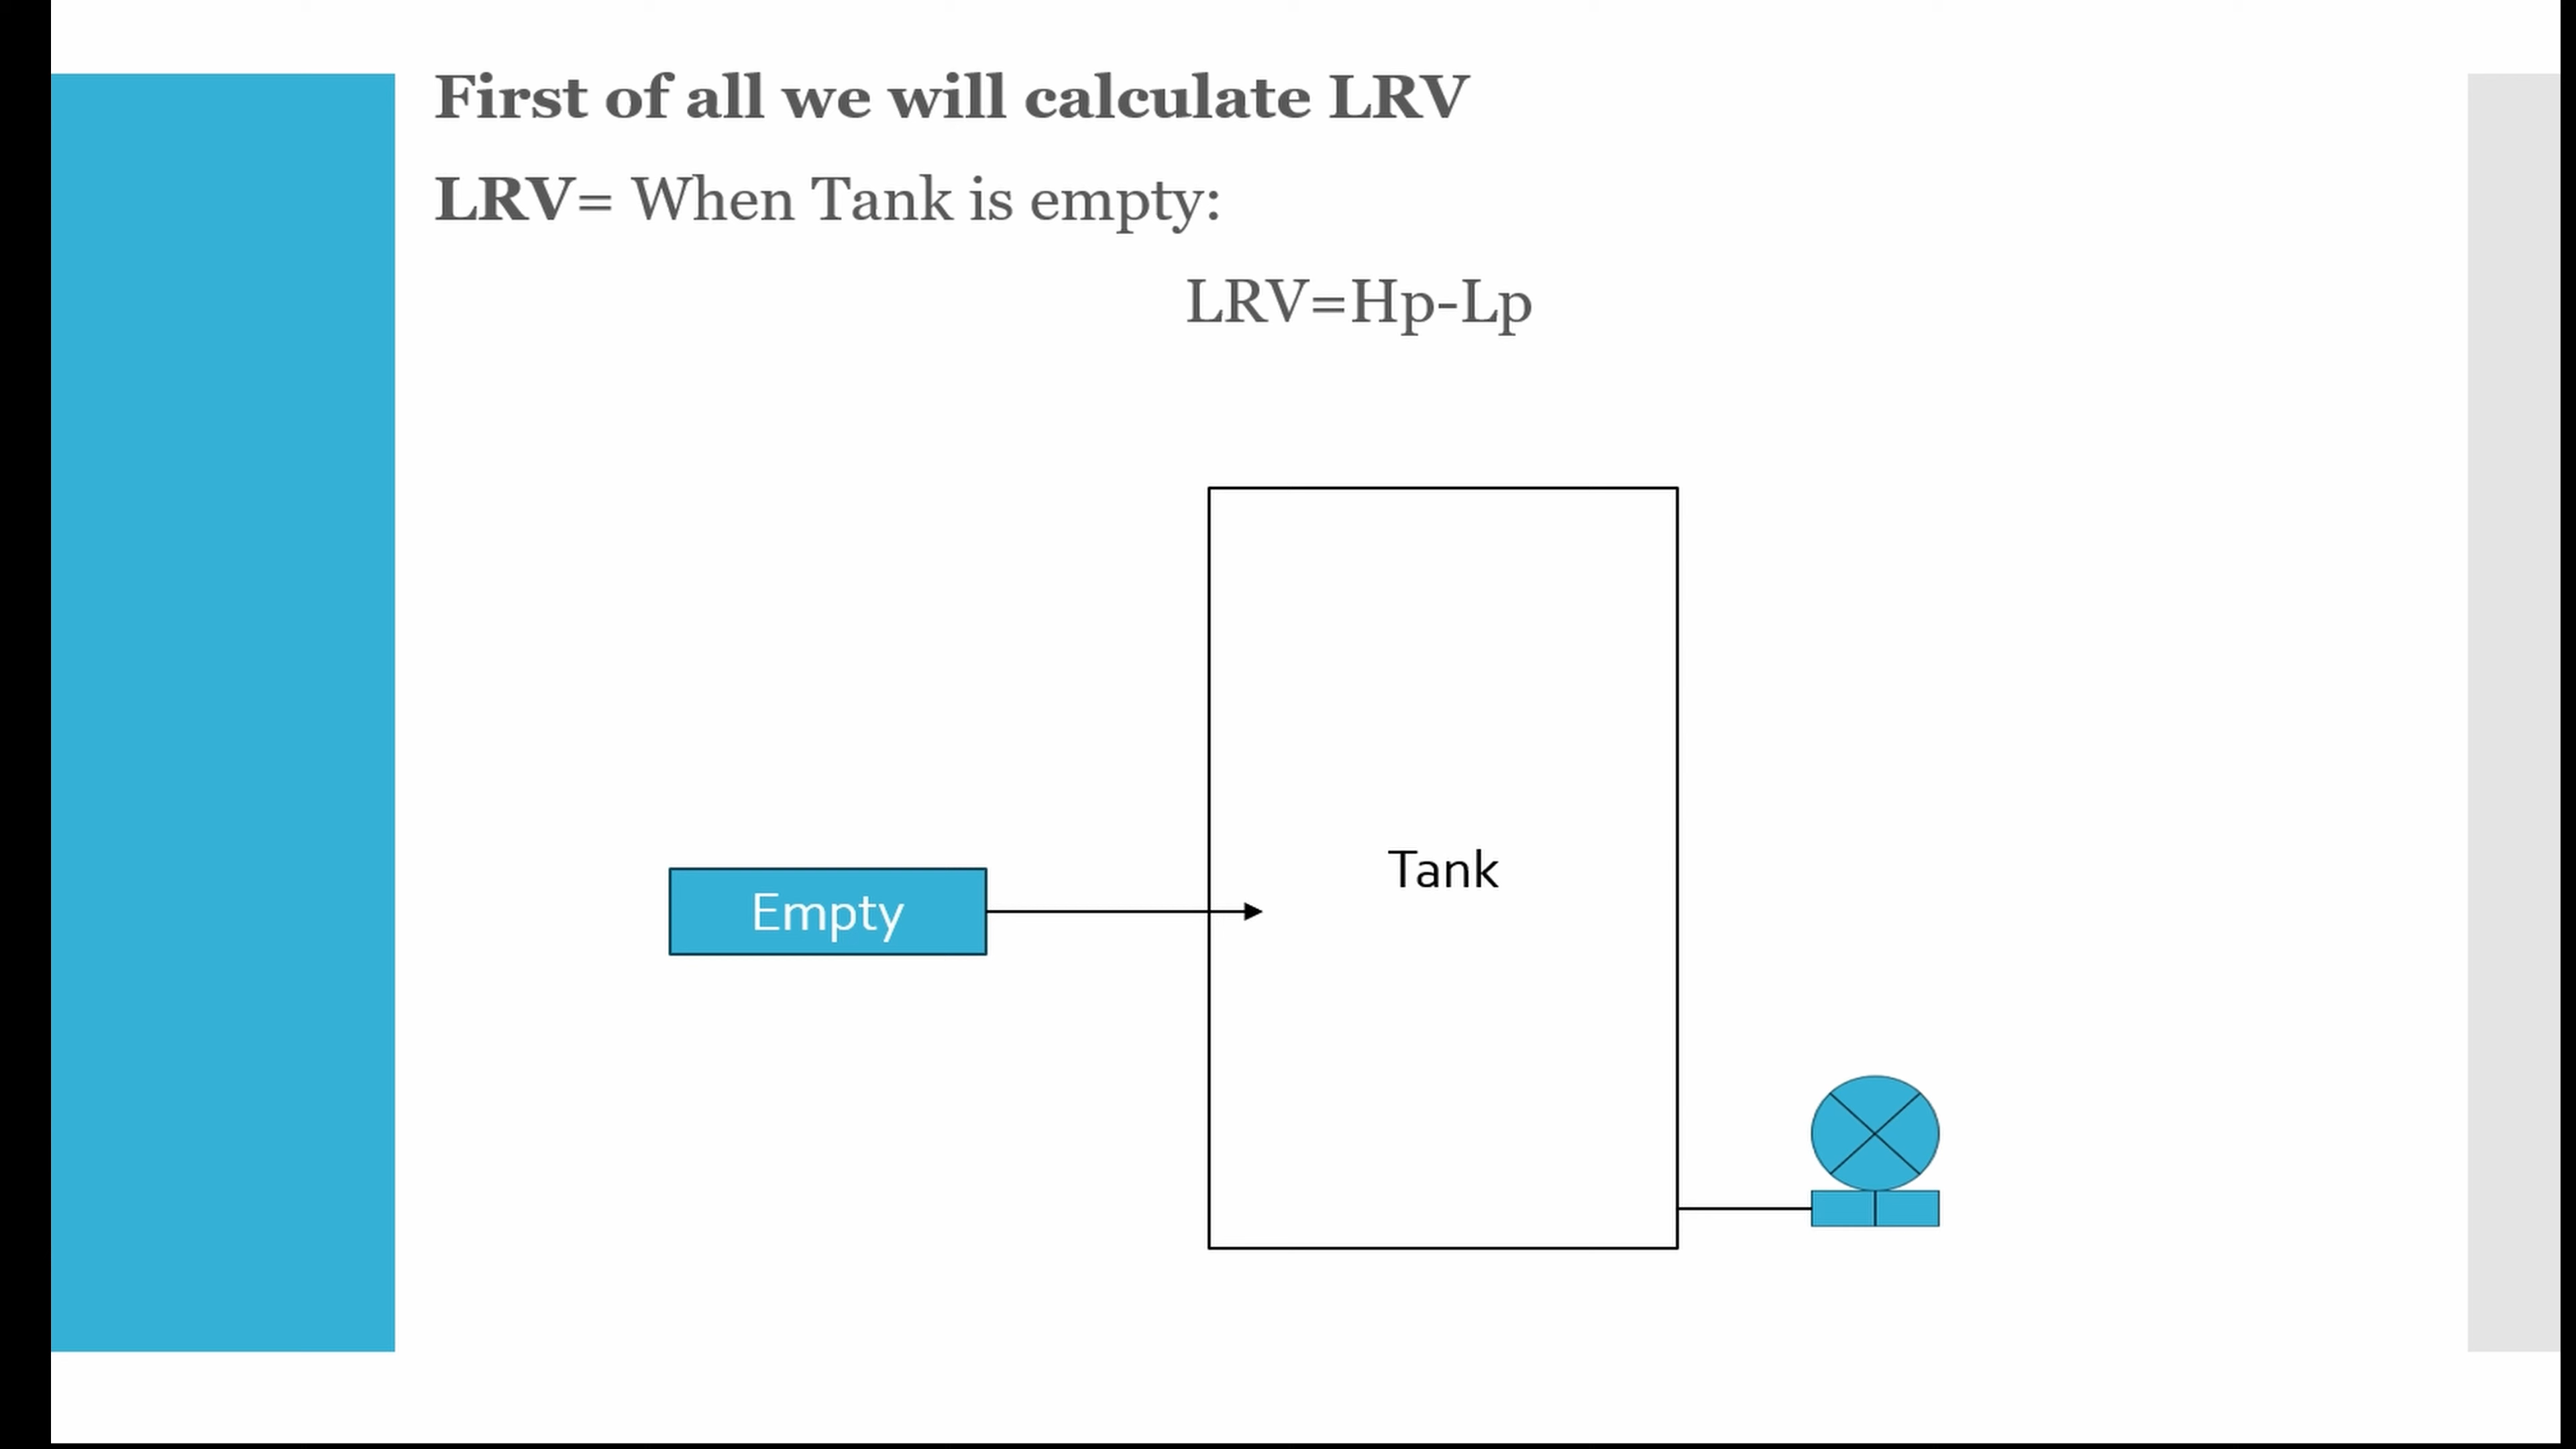 First of all we will calculate LRV
LRV= When Tank is empty:
LRV=Hp-Lp
Tank
Empty